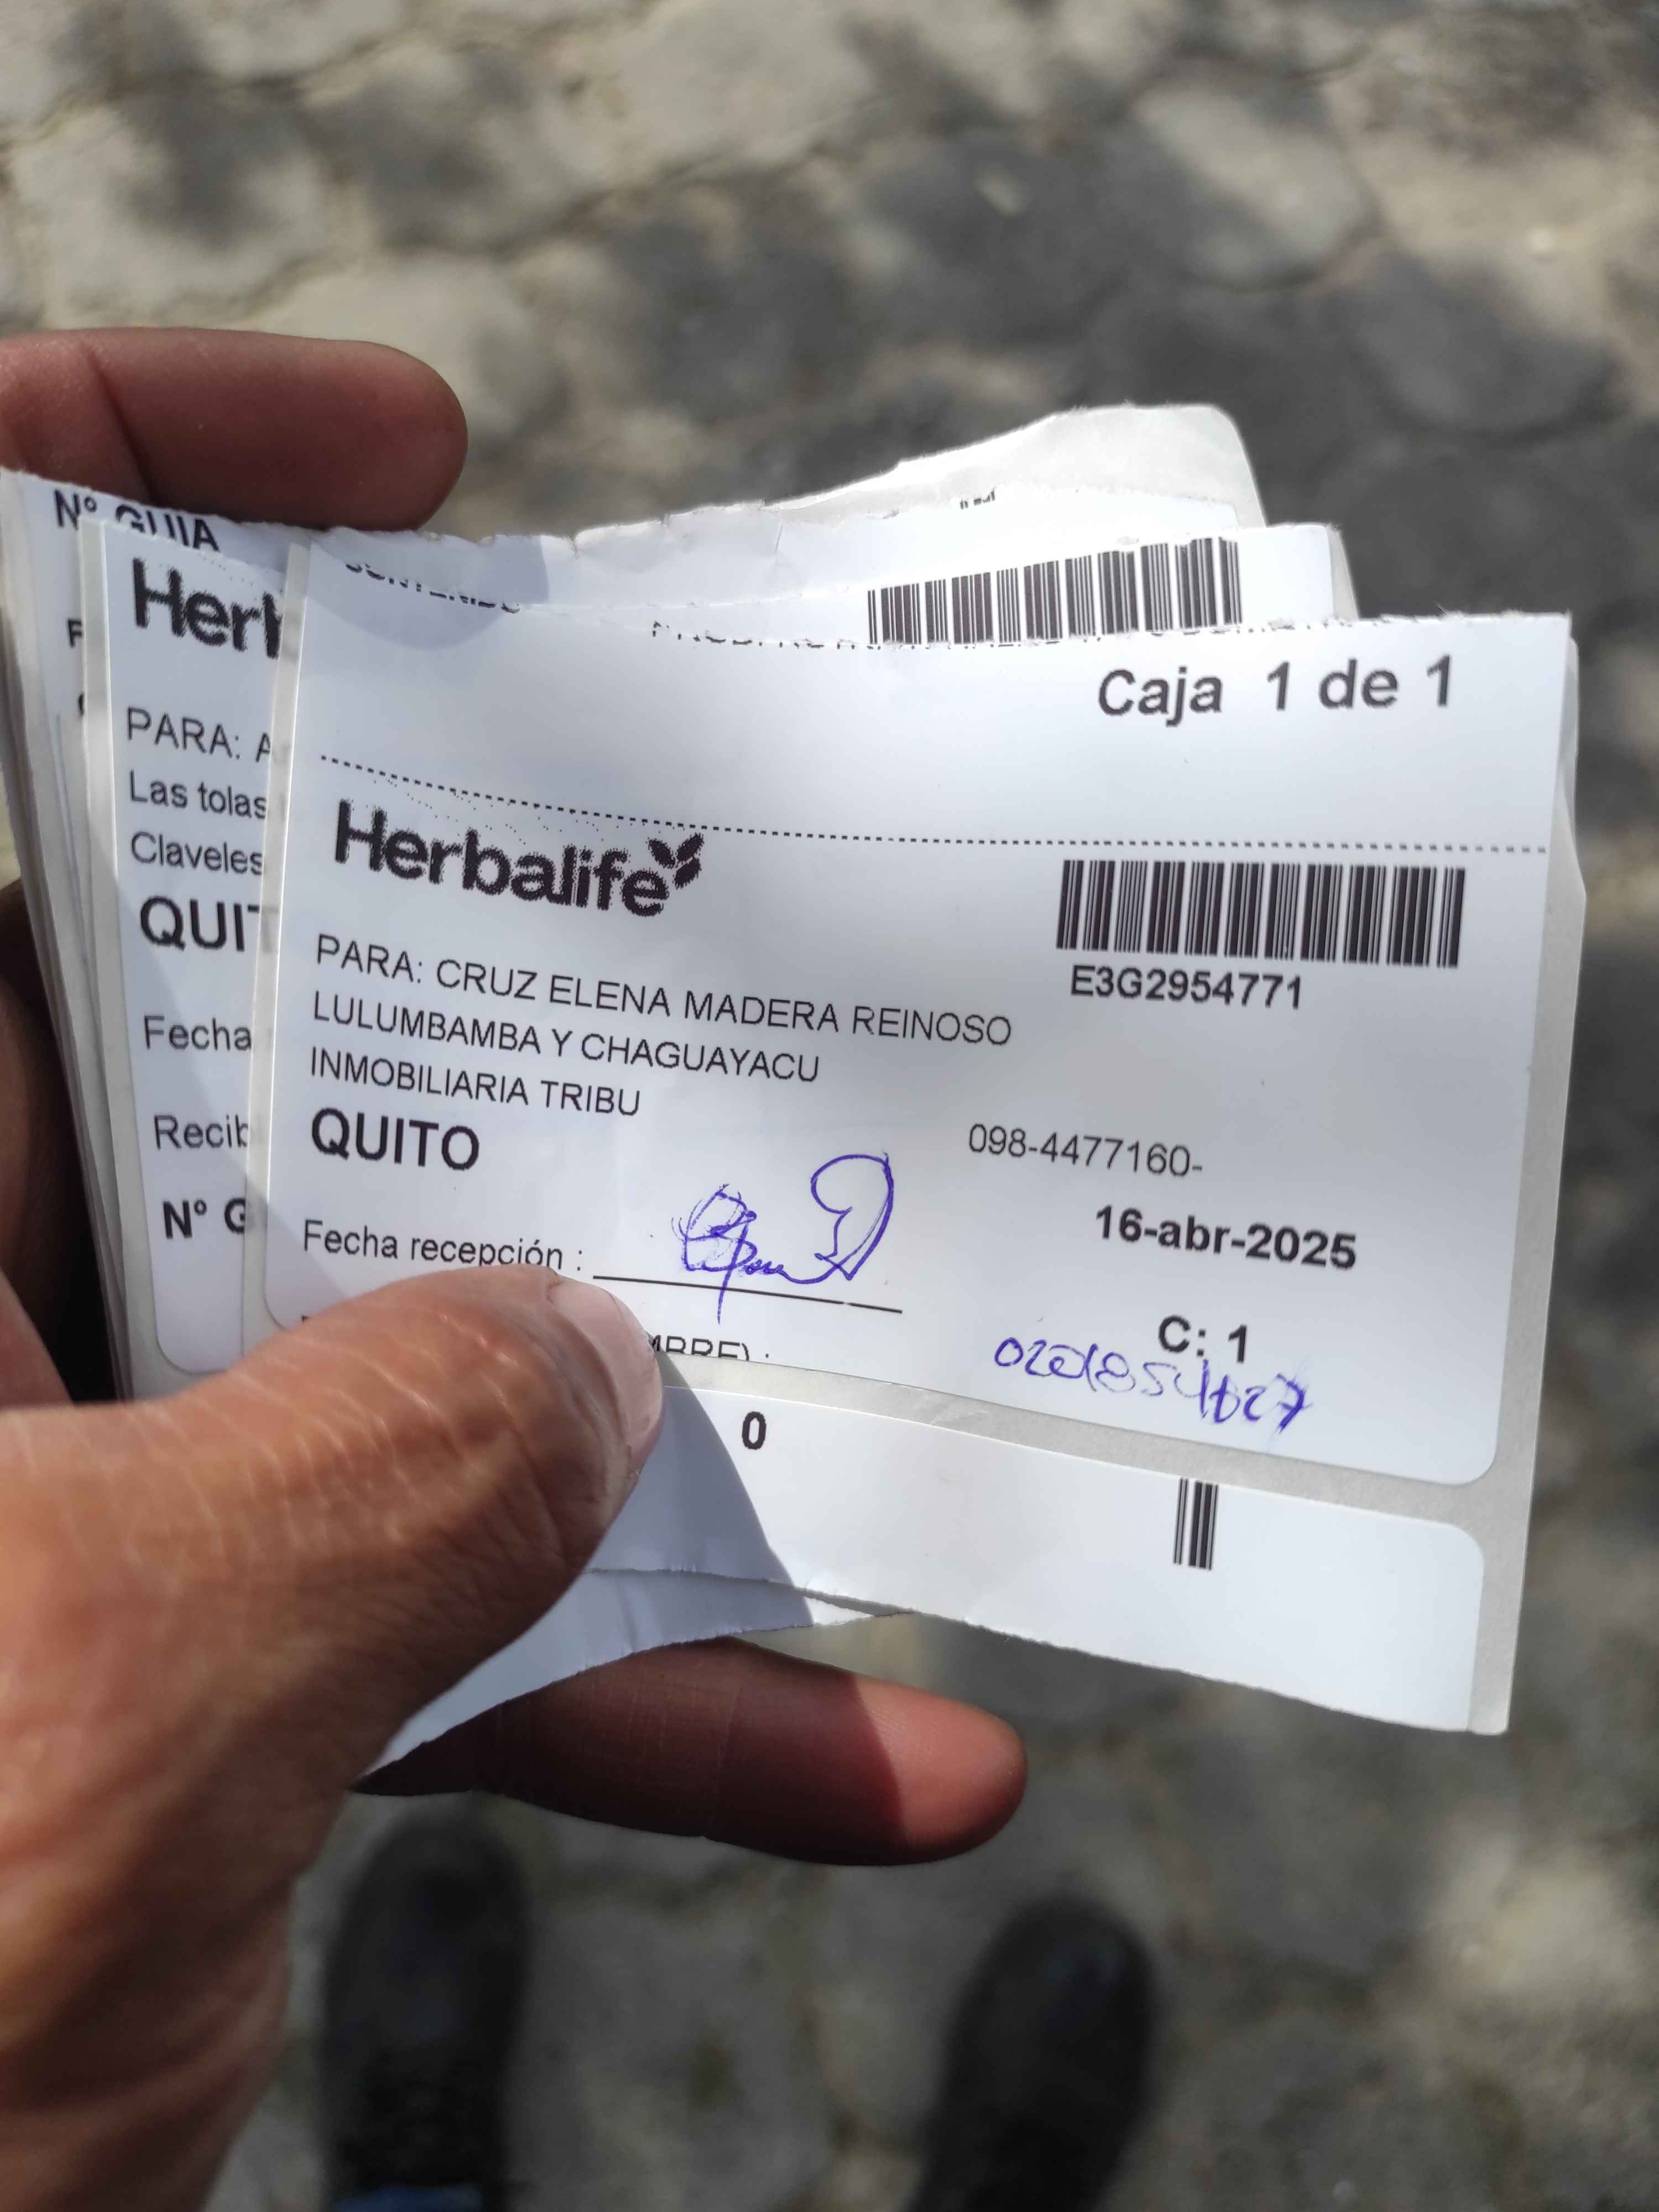 Nº GUIA
Herb
PARA: A
Las tolas
Claveles
QUIT
Fecha
Recib
Nº G
Caja 1 de 1
Herbalife
E3G2954771
PARA: CRUZ ELENA MADERA REINOSO
LULUMBAMBA Y CHAGUAYACU
INMOBILIARIA TRIBU
QUITO
098-4477160-
16-abr-2025
Fecha recepción :
C: 1
0